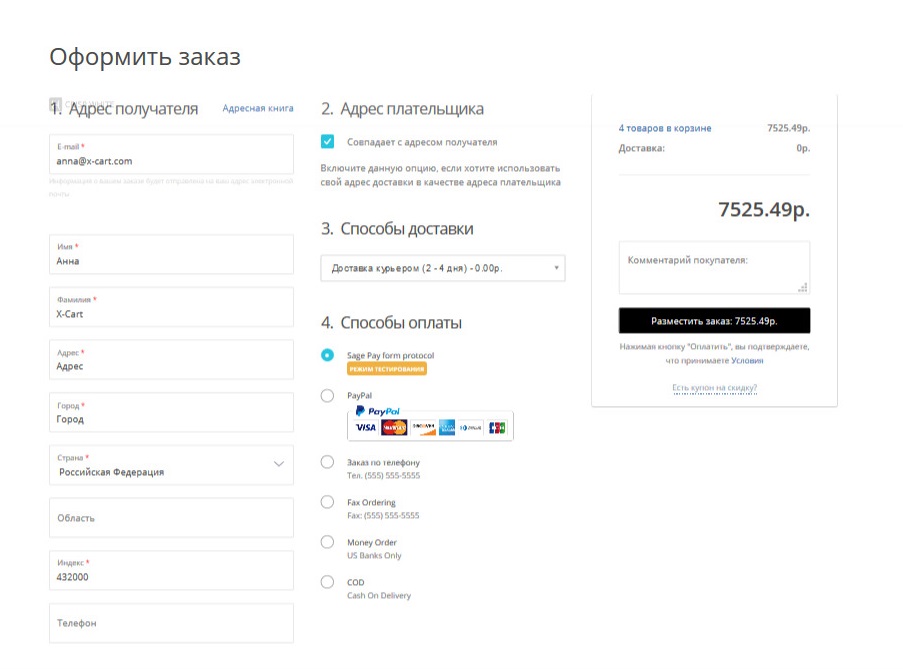 Оформить заказ
1. Адрес получателя
Адресная книга
E-mail *
anna@x-cart.com
Информация о вашем заказе будет отправлена на ваш адрес электронной
почты.
Имя *
Анна
Фамилия *
X-Cart
Адрес *
Адрес
Город *
Город
Страна *
Российская Федерация
Область
Индекс *
432000
Телефон
2. Адрес плательщика
Совпадает с адресом получателя
Включите данную опцию, если хотите использовать
свой адрес доставки в качестве адреса плательщика
3. Способы доставки
Доставка курьером (2 - 4 дня) - 0.00р.
4. Способы оплаты
Sage Pay form protocol
РЕЖИМ ТЕСТИРОВАНИЯ
PayPal
PayPal
VISA MasterCard DISCOVER
JCB
Заказ по телефону
Тел. (555) 555-5555
Fax Ordering
Fax: (555) 555-5555
Money Order
US Banks Only
COD
Cash On Delivery
4 товаров в корзине 7525.49р.
Доставка: 0р.
7525.49р.
Комментарий покупателя:
Разместить заказ: 7525.49р.
Нажимая кнопку "Оплатить", вы подтверждаете,
что принимаете Условия
Есть купон на скидку?